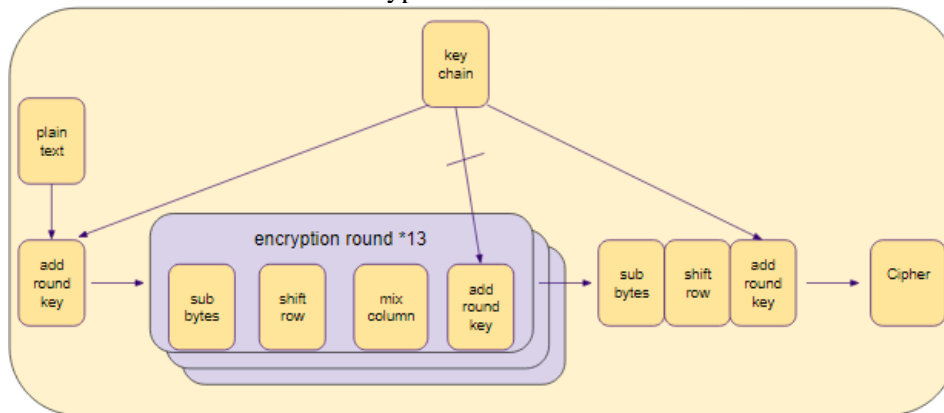 key
chain
plain
text
add
round
key
encryption round *13
sub
bytes
shift
row
mix
column
add
round
key
sub
bytes
shift
row
add
round
key
Cipher